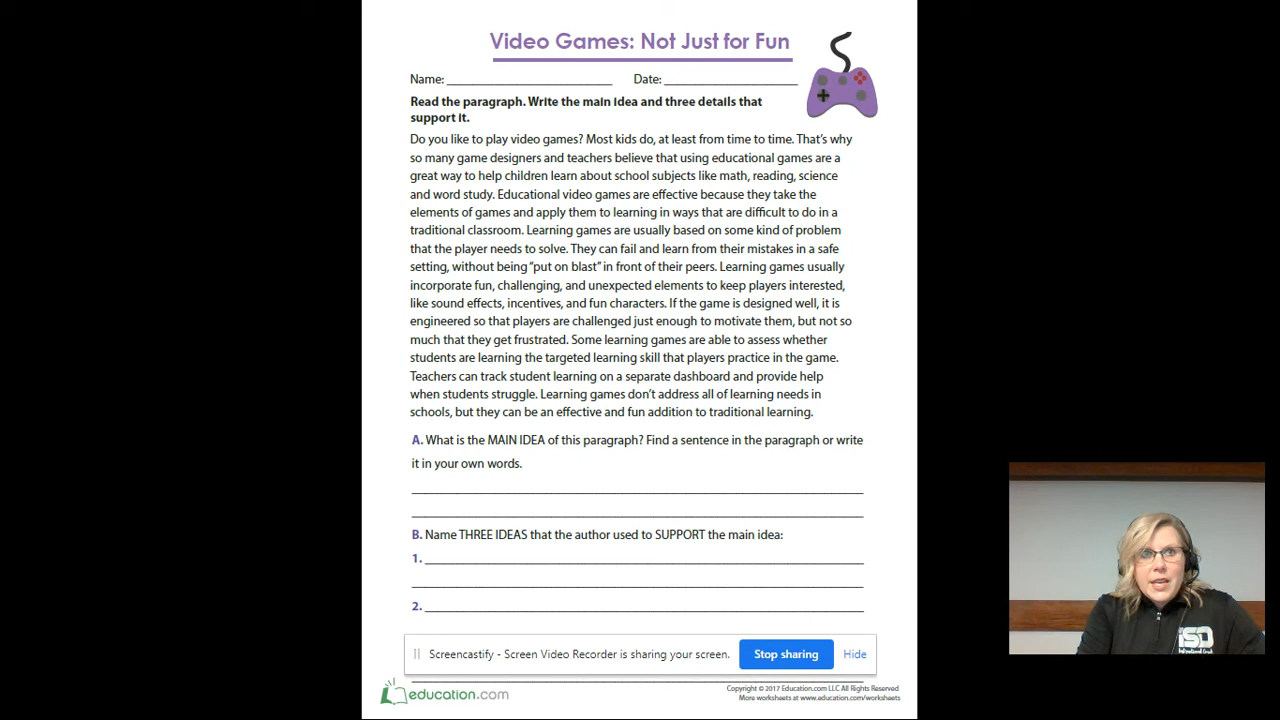 Video Games: Not Just for Fun
Name: ___________________________ Date: ______________________
Read the paragraph. Write the main idea and three details that
support it.
Do you like to play video games? Most kids do, at least from time to time. That's why
so many game designers and teachers believe that using educational games are a
great way to help children learn about school subjects like math, reading, science
and word study. Educational video games are effective because they take the
elements of games and apply them to learning in ways that are difficult to do in a
traditional classroom. Learning games are usually based on some kind of problem
that the player needs to solve. They can fail and learn from their mistakes in a safe
setting, without being "put on blast" in front of their peers. Learning games usually
incorporate fun, challenging, and unexpected elements to keep players interested,
like sound effects, incentives, and fun characters. If the game is designed well, it is
engineered so that players are challenged just enough to motivate them, but not so
much that they get frustrated. Some learning games are able to assess whether
students are learning the targeted learning skill that players practice in the game.
Teachers can track student learning on a separate dashboard and provide help
when students struggle. Learning games don't address all of learning needs in
schools, but they can be an effective and fun addition to traditional learning.
A. What is the MAIN IDEA of this paragraph? Find a sentence in the paragraph or write
it in your own words.
B. Name THREE IDEAS that the author used to SUPPORT the main idea:
1.
2.
Screencastify - Screen Video Recorder is sharing your screen. Stop sharing Hide
education.com
Copyright © 2017 Education.com LLC All Rights Reserved
More worksheets at www.education.com/worksheets
iSD